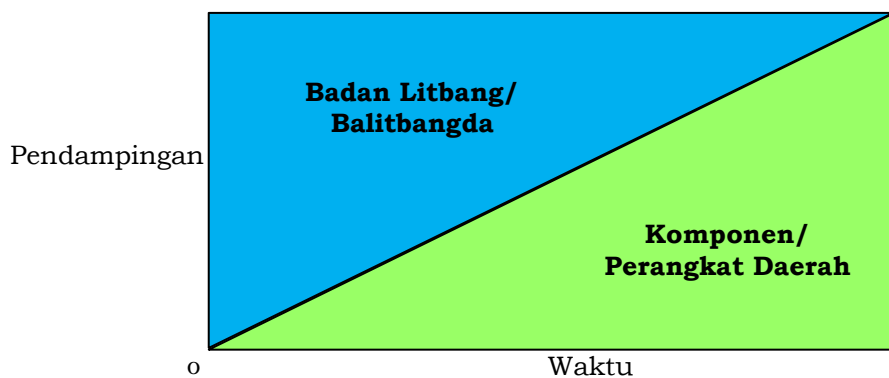 Badan Litbang/
Balitbangda
Pendampingan
Komponen/
Perangkat Daerah
o
Waktu